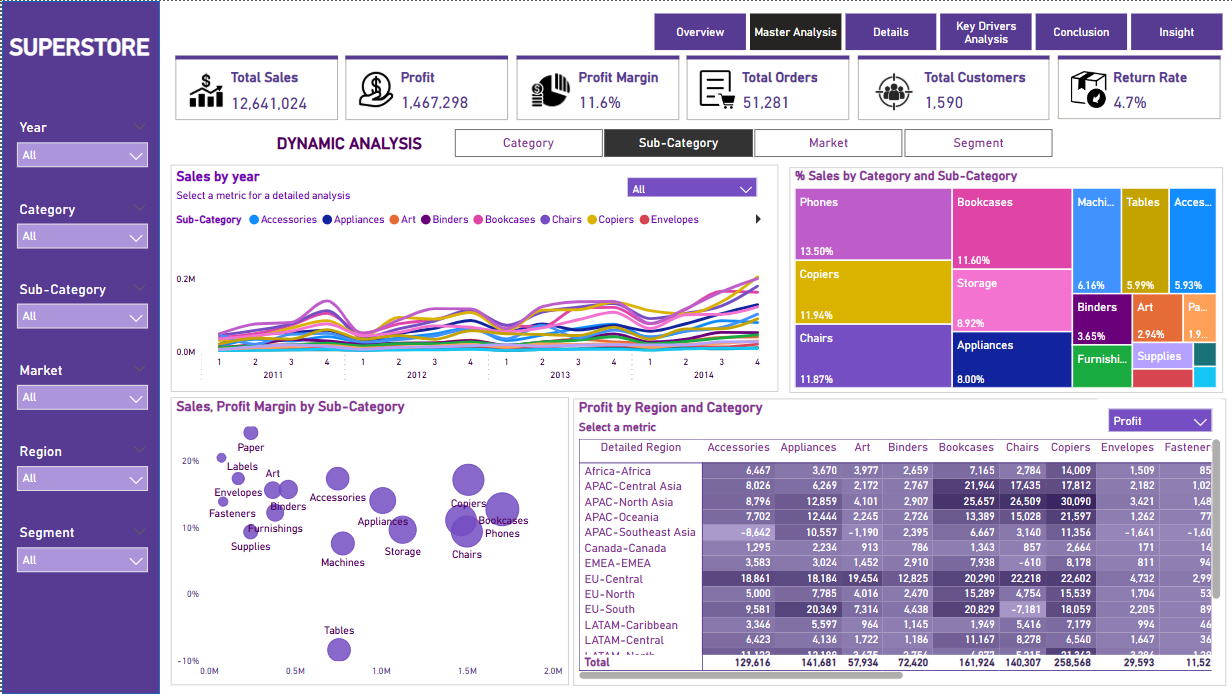 SUPERSTORE
Overview
Master Analysis
Details
Key Drivers
Analysis
Conclusion
Insight
Total Sales
12,641,024
Profit
1,467,298
Profit Margin
11.6%
Total Orders
51,281
Total Customers
1,590
Return Rate
4.7%
Year
All
Category
All
Sub-Category
All
Market
All
Region
All
Segment
All
DYNAMIC ANALYSIS
Category
Sub-Category
Market
Segment
Sales by year
Select a metric for a detailed analysis
All
Sub-Category Accessories Appliances Art Binders Bookcases Chairs Copiers Envelopes
0.2M
0.0M
1 2 3 4 1 2 3 4 1 2 3 4 1 2 3 4
2011 2012 2013 2014
% Sales by Category and Sub-Category
Phones
13.50%
Copiers
11.94%
Chairs
11.87%
Bookcases
11.60%
Storage
8.92%
Appliances
8.00%
Machi...
6.16%
Tables
5.99%
Acces...
5.93%
Binders
3.65%
Art
2.94%
Pa...
1.9...
Furnishi...
Supplies
Sales, Profit Margin by Sub-Category
20%
10%
0%
-10%
Paper
Labels
Envelopes
Art
Binders
Fasteners
Furnishings
Supplies
Accessories
Appliances
Machines
Storage
Copiers
Bookcases
Phones
Chairs
Tables
0.0M 0.5M 1.0M 1.5M 2.0M
Profit by Region and Category
Select a metric
Profit
Detailed Region Accessories Appliances Art Binders Bookcases Chairs Copiers Envelopes Fastener
Africa-Africa 6,467 3,670 3,977 2,659 7,165 2,784 14,009 1,509 85
APAC-Central Asia 8,026 6,269 2,172 2,767 21,944 17,435 17,812 2,182 1,02
APAC-North Asia 8,796 12,859 4,101 2,907 25,657 26,509 30,090 3,421 1,48
APAC-Oceania 7,702 12,444 2,245 2,726 13,389 15,028 21,597 1,262 77
APAC-Southeast Asia -8,642 10,557 -1,190 2,395 6,667 3,140 11,356 -1,641 -1,60
Canada-Canada 1,295 2,234 913 786 1,343 857 2,664 171 14
EMEA-EMEA 3,583 3,024 1,452 2,910 7,938 -610 8,178 811 94
EU-Central 18,861 18,184 19,454 12,825 20,290 22,218 22,602 4,732 2,99
EU-North 5,000 7,785 4,016 2,470 15,289 4,754 15,539 1,704 53
EU-South 9,581 20,369 7,314 4,438 20,829 -7,181 18,059 2,205 89
LATAM-Caribbean 3,346 5,597 964 1,145 1,949 5,416 7,179 994 46
LATAM-Central 6,423 4,136 1,722 1,186 11,167 8,278 6,540 1,647 36
LATAM-North
Total 129,616 141,681 57,934 72,420 161,924 140,307 258,568 29,593 11,52